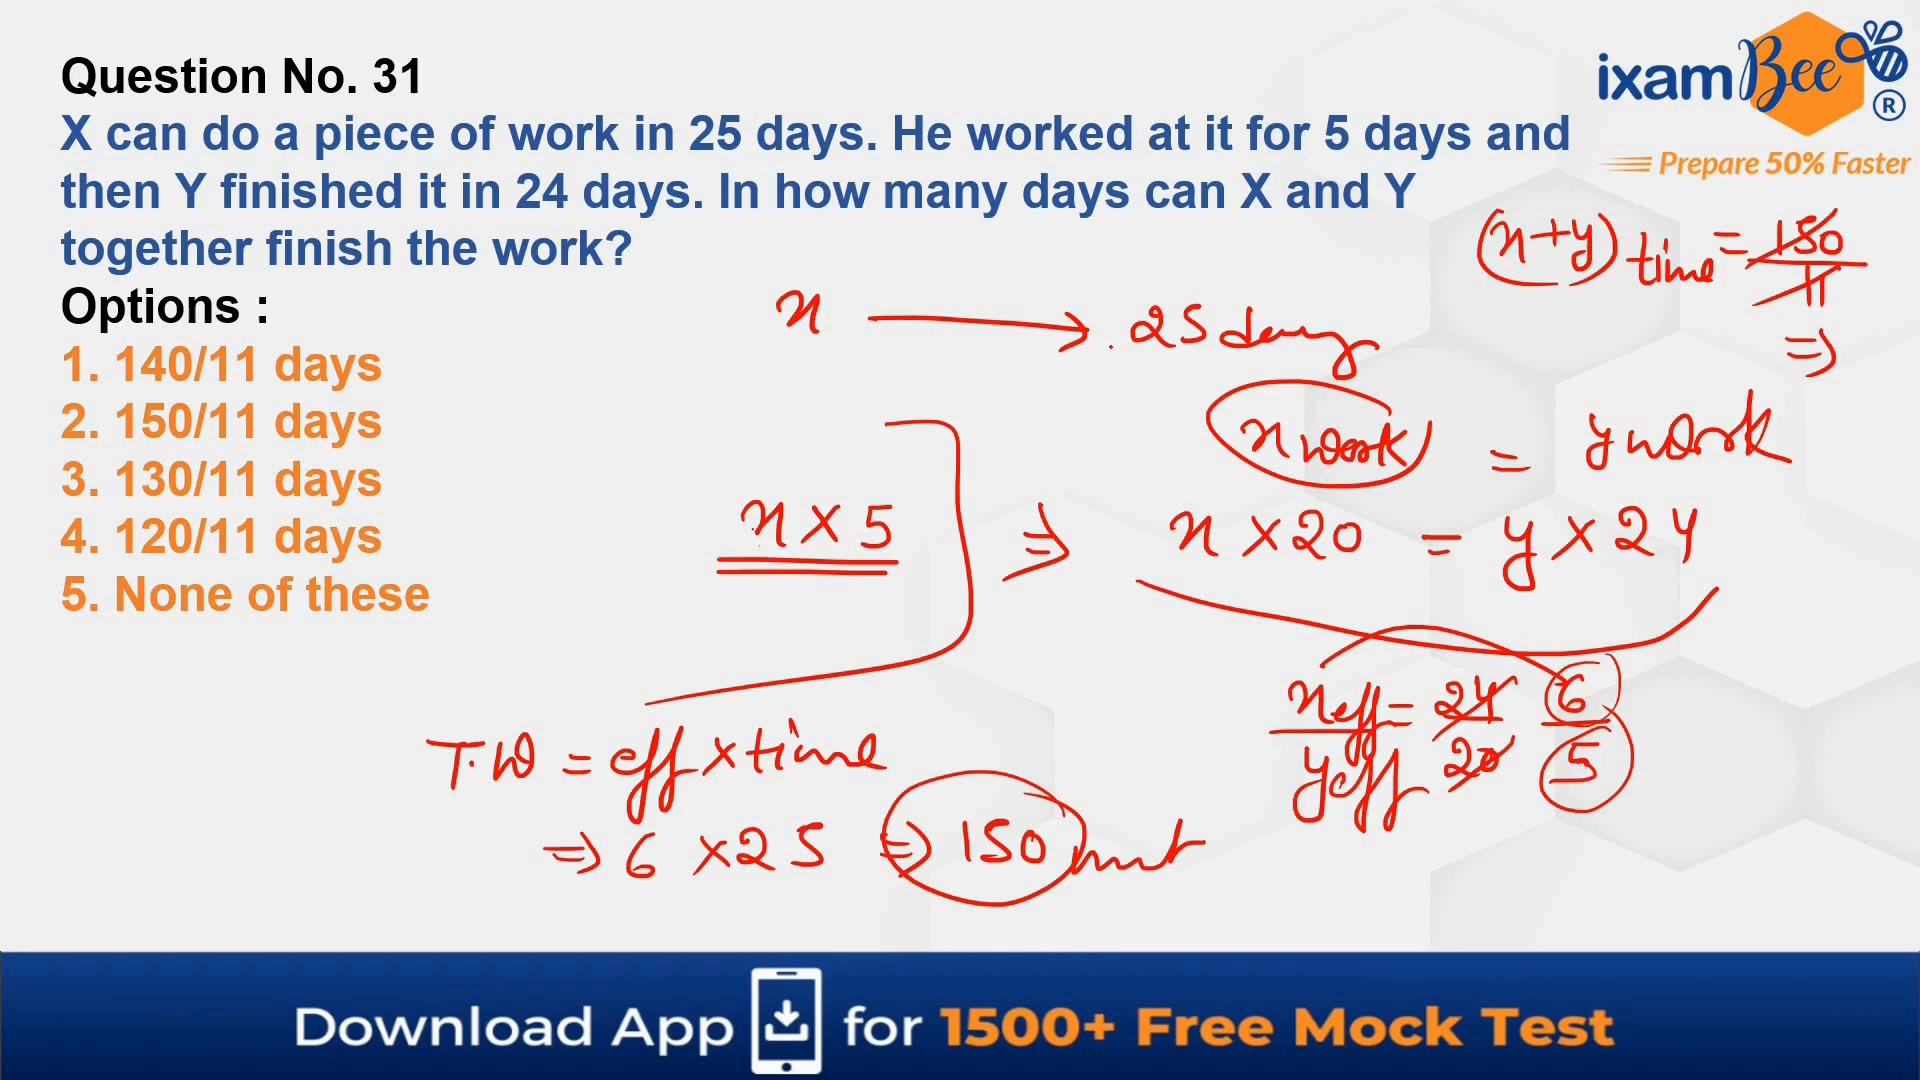 Question No. 31
X can do a piece of work in 25 days. He worked at it for 5 days and
then Y finished it in 24 days. In how many days can X and Y
together finish the work?
Options :
1. 140/11 days
2. 150/11 days
3. 130/11 days
4. 120/11 days
5. None of these
ixamBee®
Prepare 50% Faster
(x+y) time = 150/11
⇒
x → 25 days
x work = y work
x × 5 ⇒ x × 20 = y × 24
x eff / y eff = 24/20 6/5
T.W = eff × time
⇒ 6 × 25 ⇒ 150 unit
Download App for 1500+ Free Mock Test